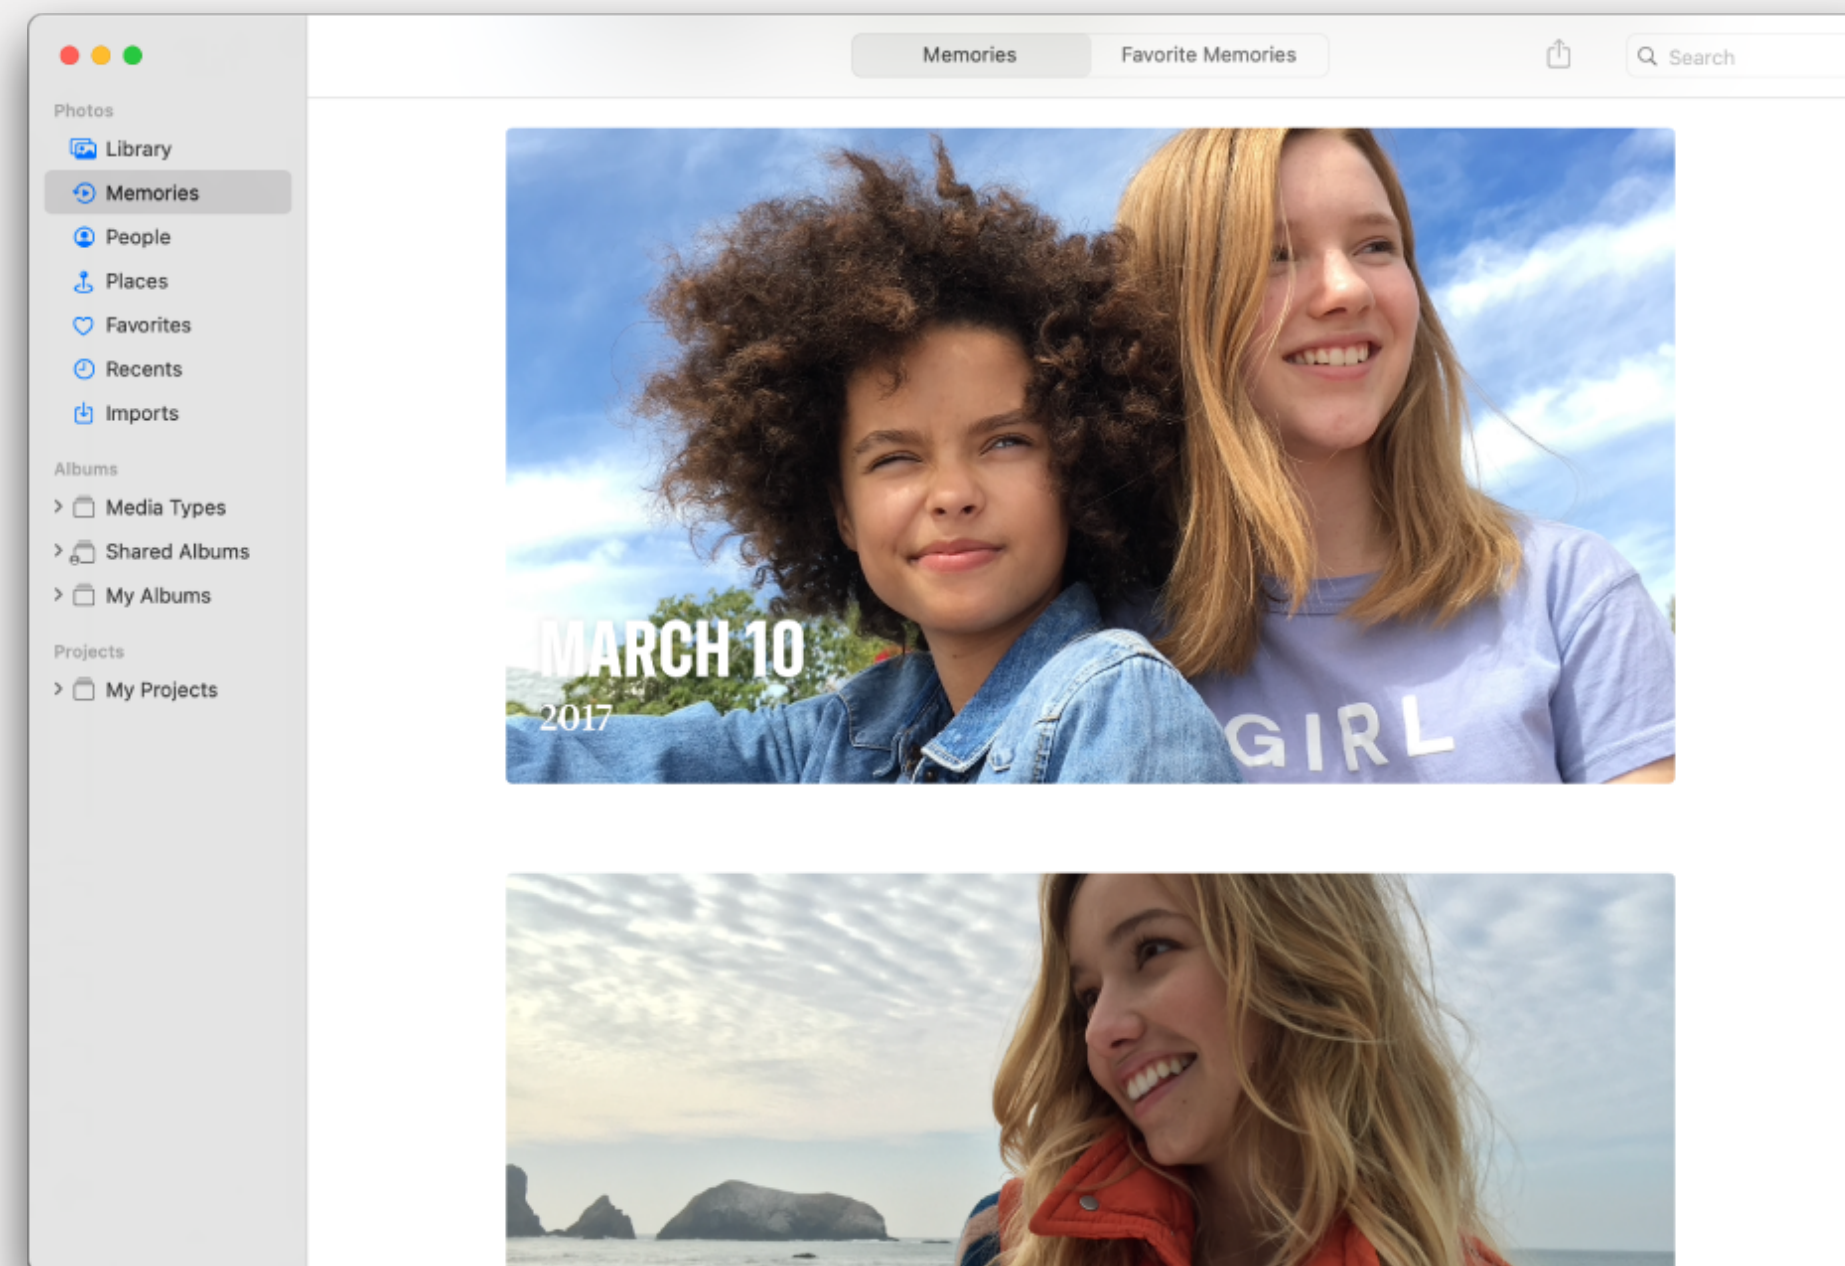 Memories
Favorite Memories
Search
Photos
Library
Memories
People
Places
Favorites
Recents
Imports
Albums
Media Types
Shared Albums
My Albums
Projects
My Projects
MARCH 10
2017
GIRL